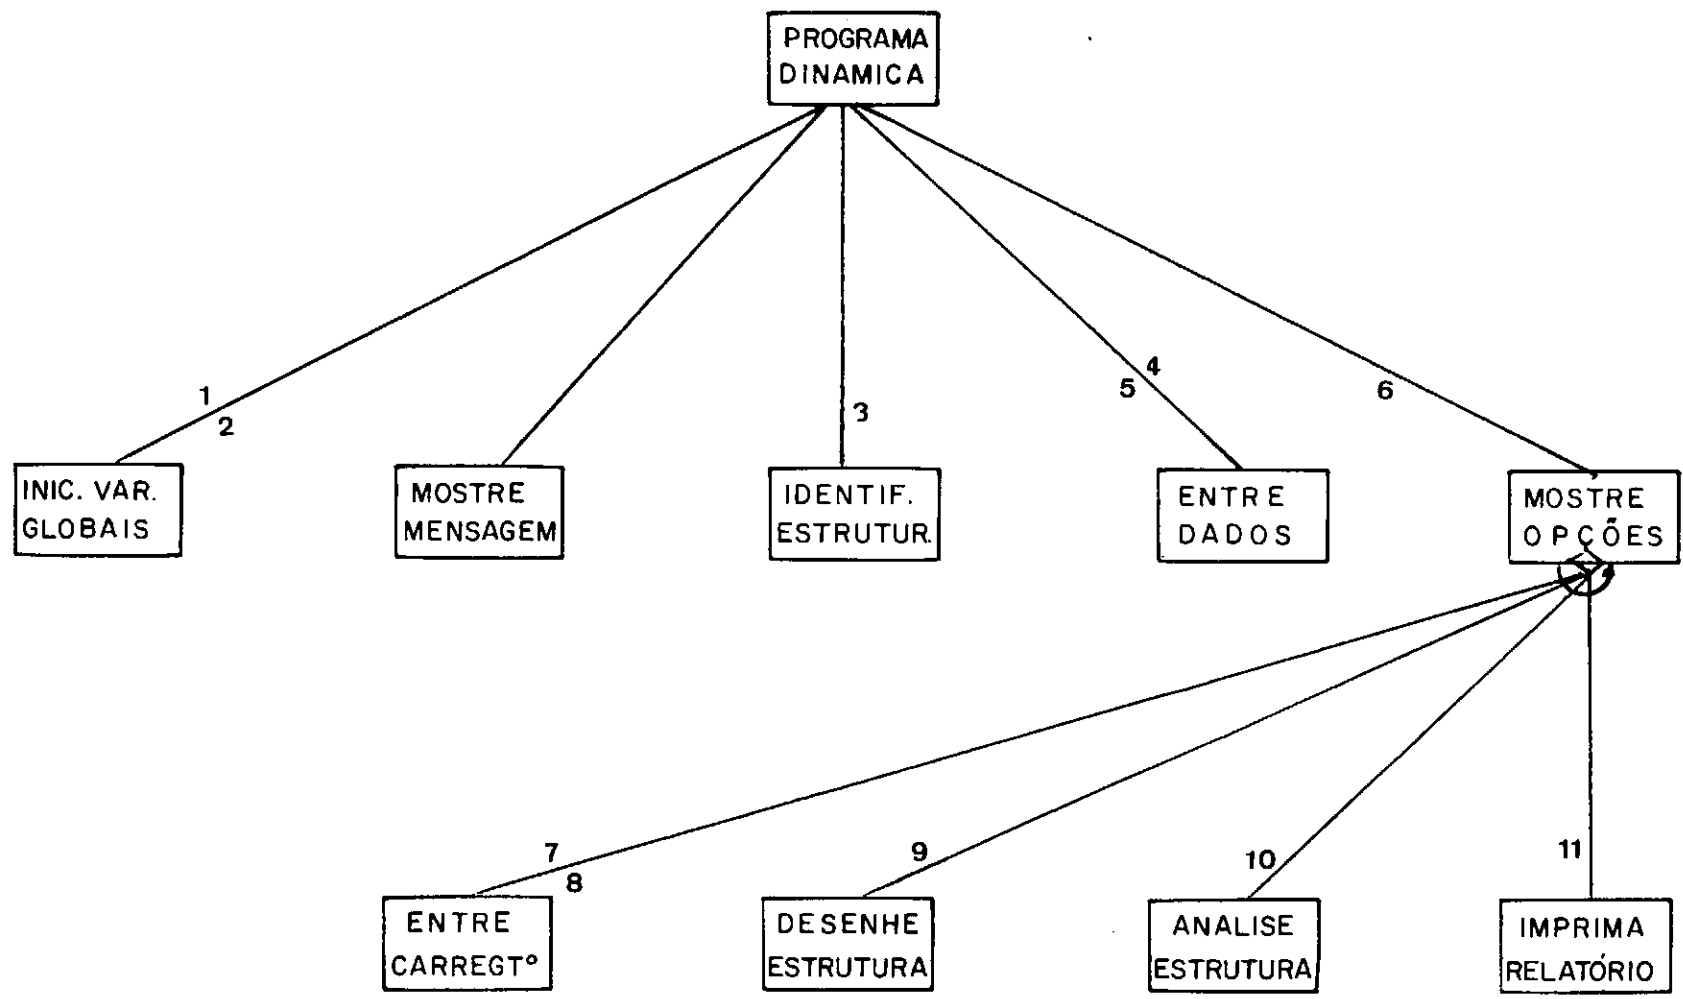 PROGRAMA
DINAMICA
1
2
3
4
5
6
INIC. VAR.
GLOBAIS
MOSTRE
MENSAGEM
IDENTIF.
ESTRUTUR.
ENTRE
DADOS
MOSTRE
OPÇÕES
7
8
9
10
11
ENTRE
CARREGTº
DESENHE
ESTRUTURA
ANALISE
ESTRUTURA
IMPRIMA
RELATÓRIO